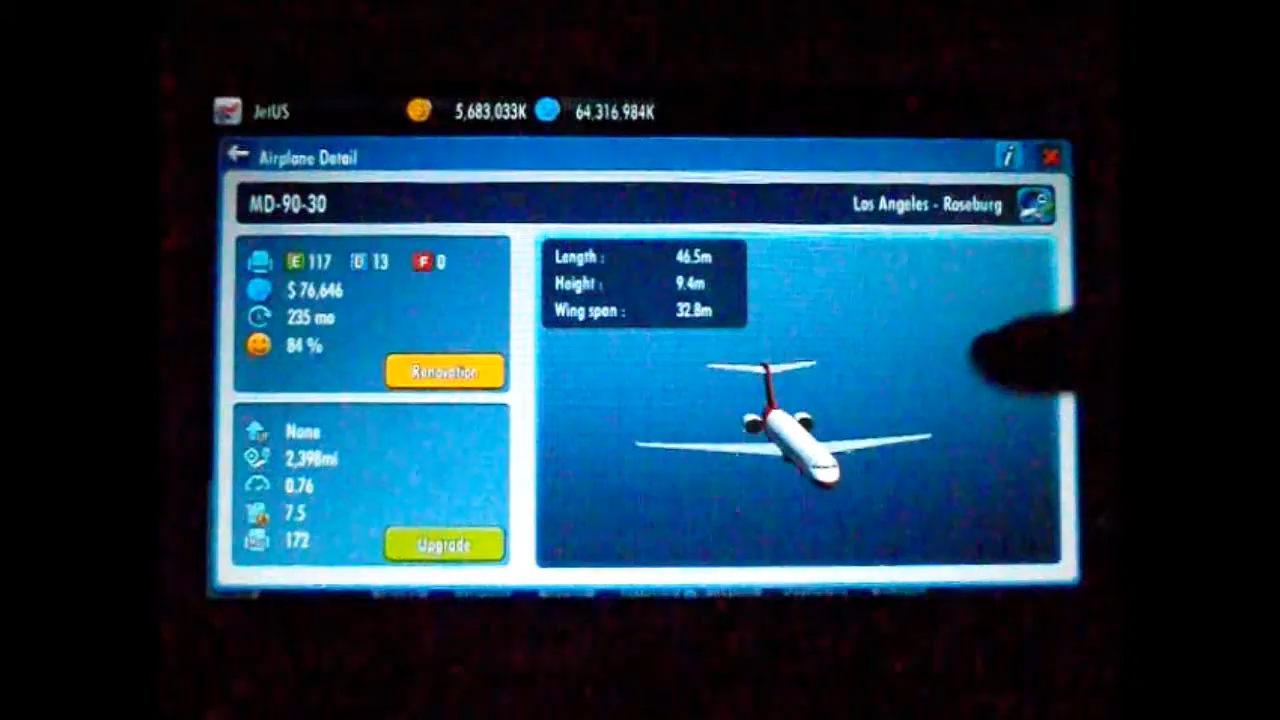 JetUS 5,683,033K 64,316,984K
Airplane Detail i
MD-90-30 Los Angeles - Roseburg
E 117 13 F 0
$ 76,646
235 mo
84 %
Renovation
None
2,398mi
0.76
7.5
172
Upgrade
Length : 46.5m
Height : 9.4m
Wing span : 32.8m